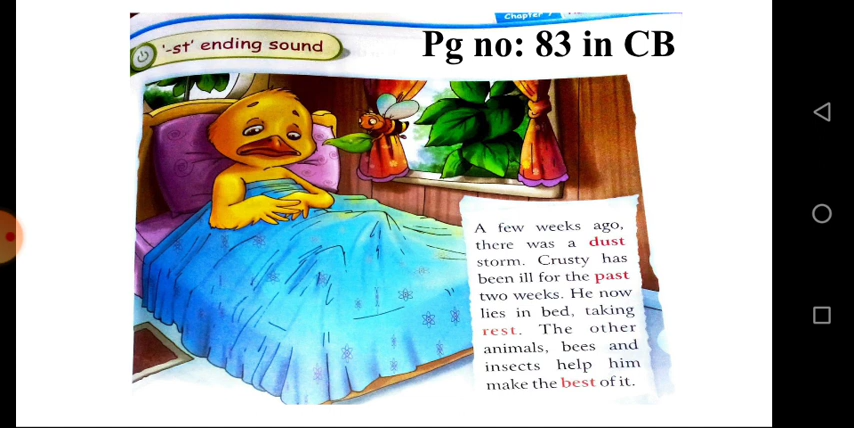 Chapter 7
'-st' ending sound
Pg no: 83 in CB
A few weeks ago,
there was a dust
storm. Crusty has
been ill for the past
two weeks. He now
lies in bed, taking
rest. The other
animals, bees and
insects help him
make the best of it.